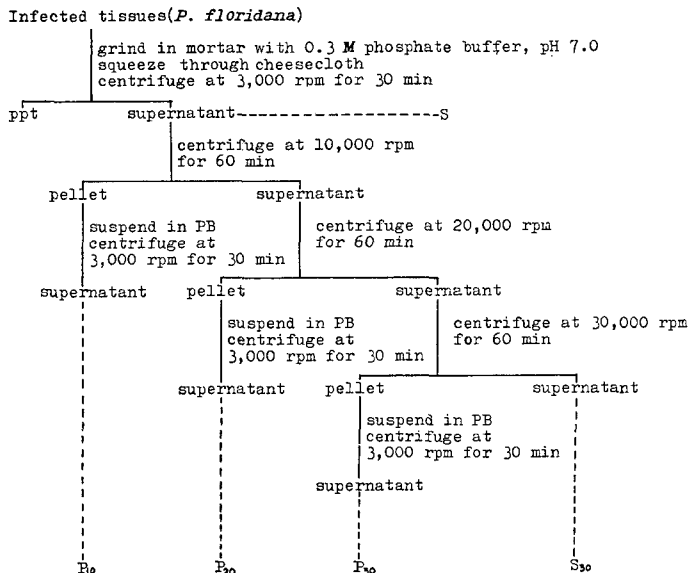 Infected tissues(P. floridana)
grind in mortar with 0.3 M phosphate buffer, pH 7.0
squeeze through cheesecloth
centrifuge at 3,000 rpm for 30 min
ppt
supernatant
S
centrifuge at 10,000 rpm
for 60 min
pellet
supernatant
suspend in PB
centrifuge at
3,000 rpm for 30 min
centrifuge at 20,000 rpm
for 60 min
supernatant
pellet
supernatant
suspend in PB
centrifuge at
3,000 rpm for 30 min
centrifuge at 30,000 rpm
for 60 min
supernatant
pellet
supernatant
suspend in PB
centrifuge at
3,000 rpm for 30 min
supernatant
P₁₀
P₂₀
P₃₀
S₃₀